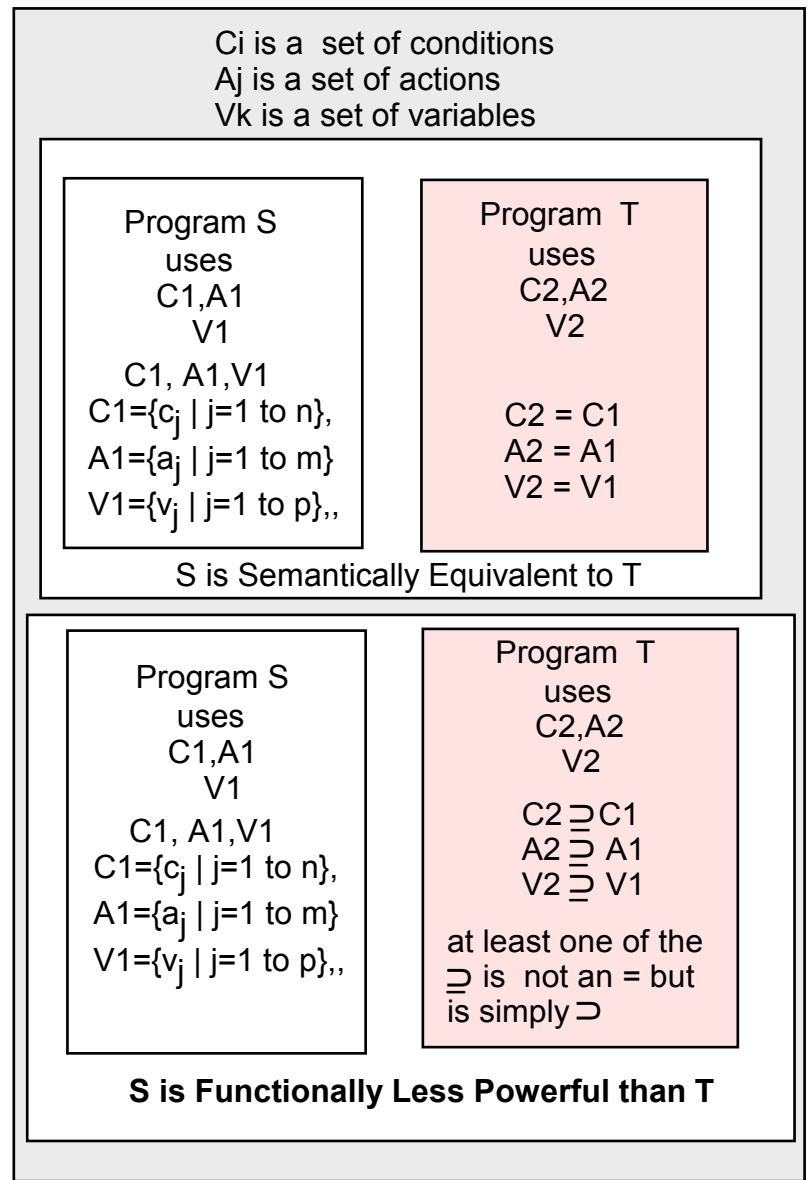 Ci is a set of conditions
Aj is a set of actions
Vk is a set of variables
Program S
uses
C1,A1
V1
C1, A1,V1
C1={cj | j=1 to n},
A1={aj | j=1 to m}
V1={vj | j=1 to p},,
Program T
uses
C2,A2
V2
C2 = C1
A2 = A1
V2 = V1
S is Semantically Equivalent to T
Program S
uses
C1,A1
V1
C1, A1,V1
C1={cj | j=1 to n},
A1={aj | j=1 to m}
V1={vj | j=1 to p},,
Program T
uses
C2,A2
V2
C2 ⊇ C1
A2 ⊇ A1
V2 ⊇ V1
at least one of the
⊇ is not an = but
is simply ⊃
S is Functionally Less Powerful than T